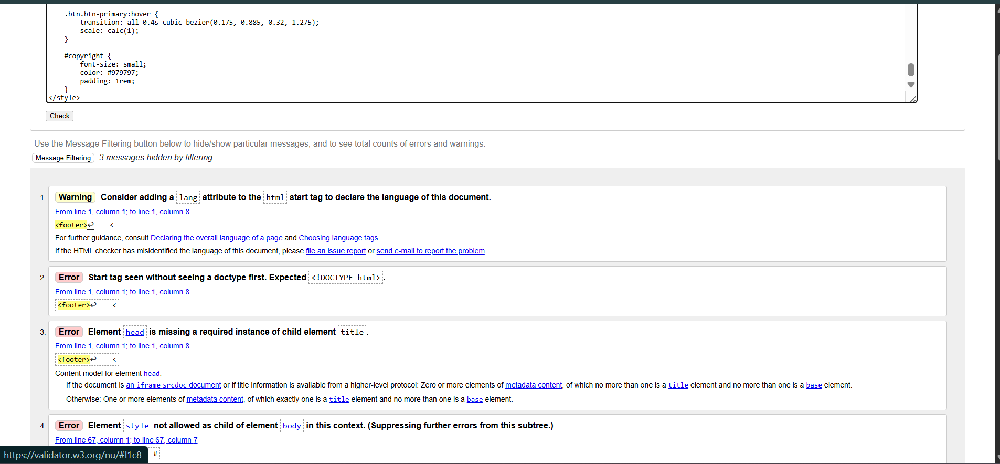 .btn.btn-primary:hover {
transition: all 0.4s cubic-bezier(0.175, 0.885, 0.32, 1.275);
scale: calc(1);
}
#copyright {
font-size: small;
color: #979797;
padding: 1rem;
}
</style>
Check
Use the Message Filtering button below to hide/show particular messages, and to see total counts of errors and warnings.
Message Filtering 3 messages hidden by filtering
1. Warning Consider adding a lang attribute to the html start tag to declare the language of this document.
From line 1, column 1; to line 1, column 8
<footer>↩ <
For further guidance, consult Declaring the overall language of a page and Choosing language tags.
If the HTML checker has misidentified the language of this document, please file an issue report or send e-mail to report the problem.
2. Error Start tag seen without seeing a doctype first. Expected <!DOCTYPE html>.
From line 1, column 1; to line 1, column 8
<footer>↩ <
3. Error Element head is missing a required instance of child element title.
From line 1, column 1; to line 1, column 8
<footer>↩ <
Content model for element head:
If the document is an iframe srcdoc document or if title information is available from a higher-level protocol: Zero or more elements of metadata content, of which no more than one is a title element and no more than one is a base element.
Otherwise: One or more elements of metadata content, of which exactly one is a title element and no more than one is a base element.
4. Error Element style not allowed as child of element body in this context. (Suppressing further errors from this subtree.)
From line 67, column 1; to line 67, column 7
#
https://validator.w3.org/nu/#l1c8